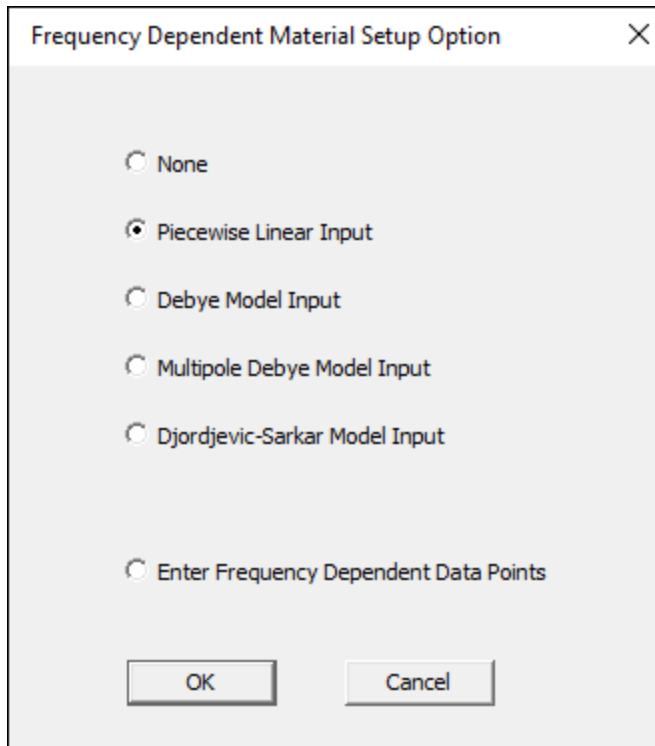 Frequency Dependent Material Setup Option
None
Piecewise Linear Input
Debye Model Input
Multipole Debye Model Input
Djordjevic-Sarkar Model Input
Enter Frequency Dependent Data Points
OK Cancel